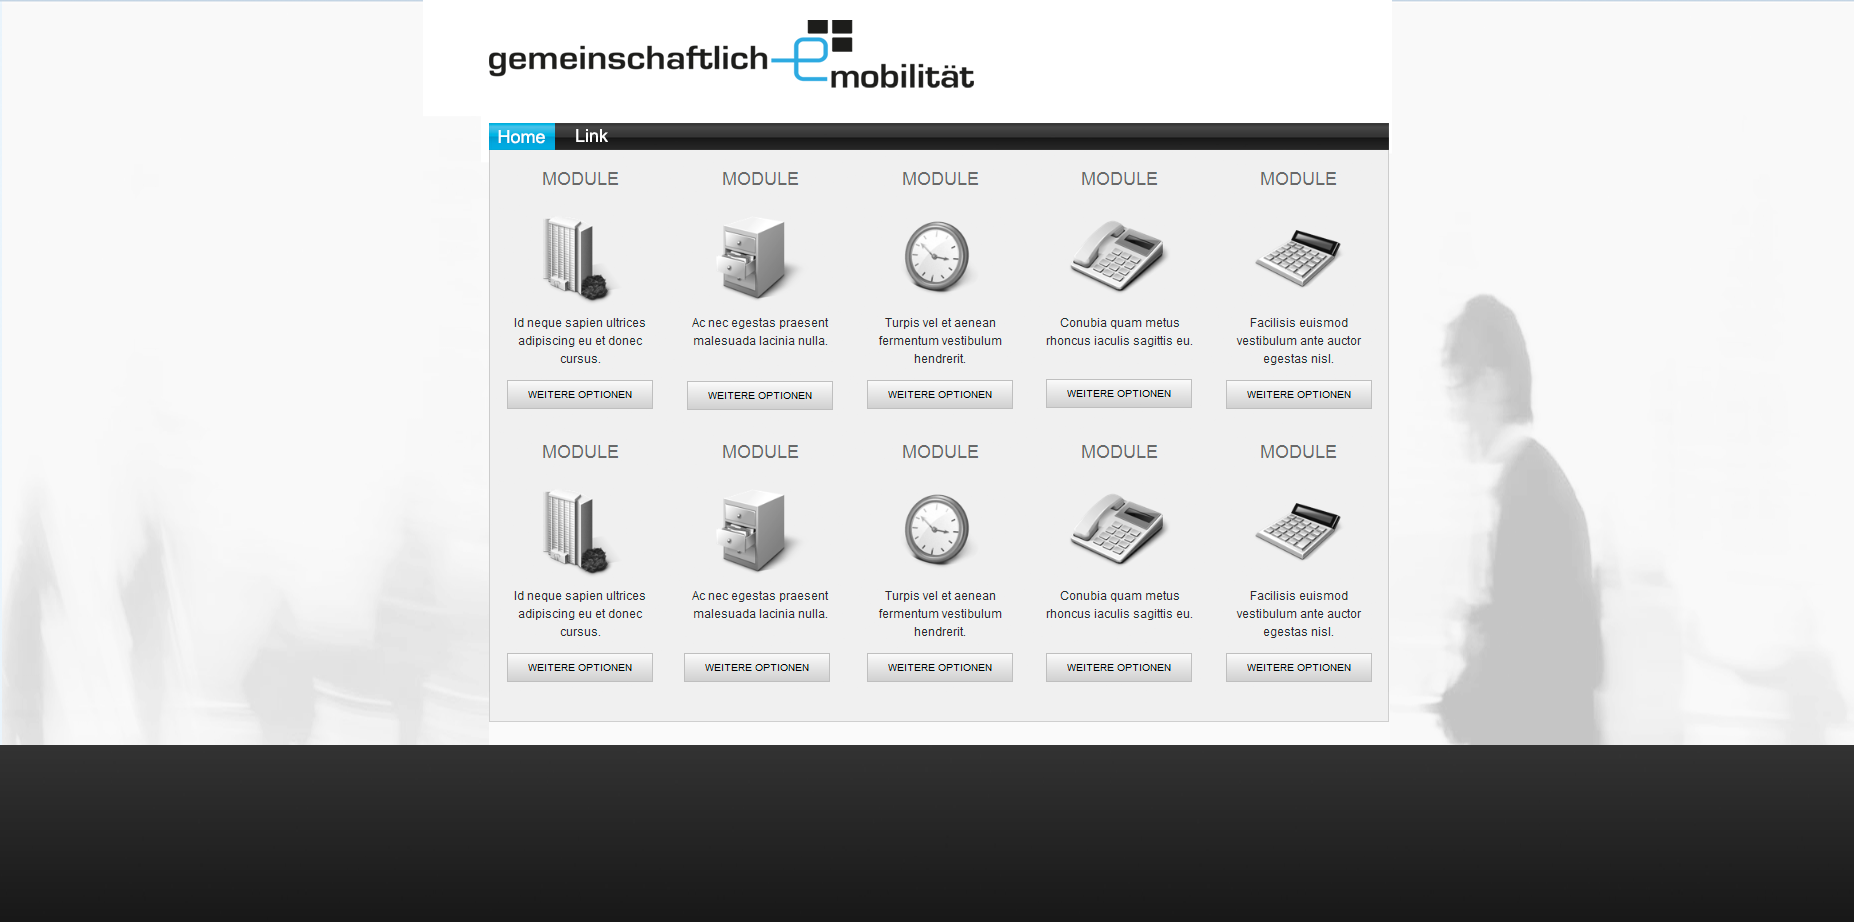 gemeinschaftlich e
mobilität
Home Link
MODULE MODULE MODULE MODULE MODULE
Id neque sapien ultrices Ac nec egestas praesent Turpis vel et aenean Conubia quam metus Facilisis euismod
adipiscing eu et donec malesuada lacinia nulla. fermentum vestibulum rhoncus iaculis sagittis eu. vestibulum ante auctor
cursus. hendrerit. egestas nisl.
WEITERE OPTIONEN WEITERE OPTIONEN WEITERE OPTIONEN WEITERE OPTIONEN WEITERE OPTIONEN
MODULE MODULE MODULE MODULE MODULE
Id neque sapien ultrices Ac nec egestas praesent Turpis vel et aenean Conubia quam metus Facilisis euismod
adipiscing eu et donec malesuada lacinia nulla. fermentum vestibulum rhoncus iaculis sagittis eu. vestibulum ante auctor
cursus. hendrerit. egestas nisl.
WEITERE OPTIONEN WEITERE OPTIONEN WEITERE OPTIONEN WEITERE OPTIONEN WEITERE OPTIONEN